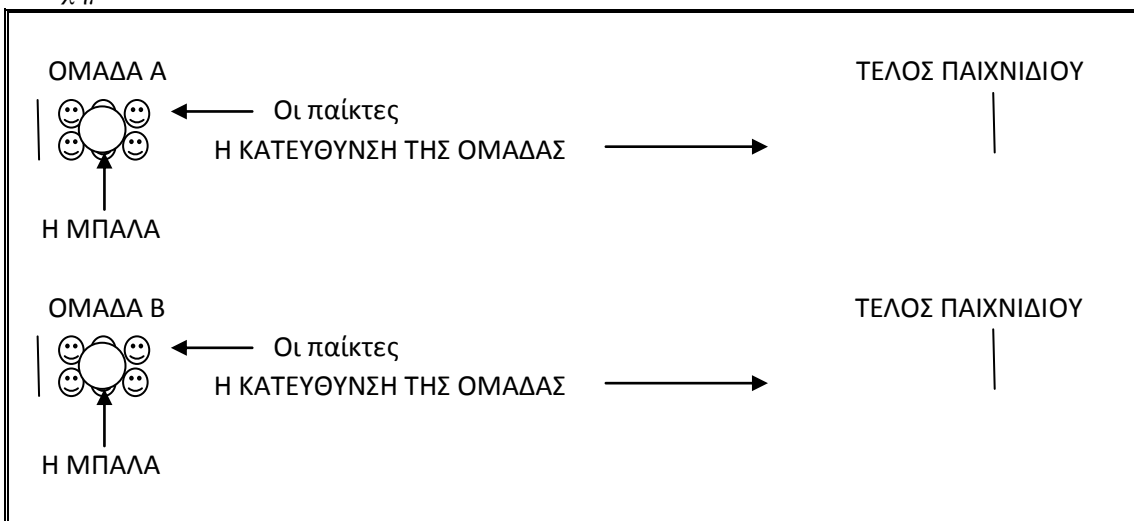 ΟΜΑΔΑ Α
ΤΕΛΟΣ ΠΑΙΧΝΙΔΙΟΥ
Οι παίκτες
Η ΚΑΤΕΥΘΥΝΣΗ ΤΗΣ ΟΜΑΔΑΣ
Η ΜΠΑΛΑ
ΟΜΑΔΑ Β
ΤΕΛΟΣ ΠΑΙΧΝΙΔΙΟΥ
Οι παίκτες
Η ΚΑΤΕΥΘΥΝΣΗ ΤΗΣ ΟΜΑΔΑΣ
Η ΜΠΑΛΑ